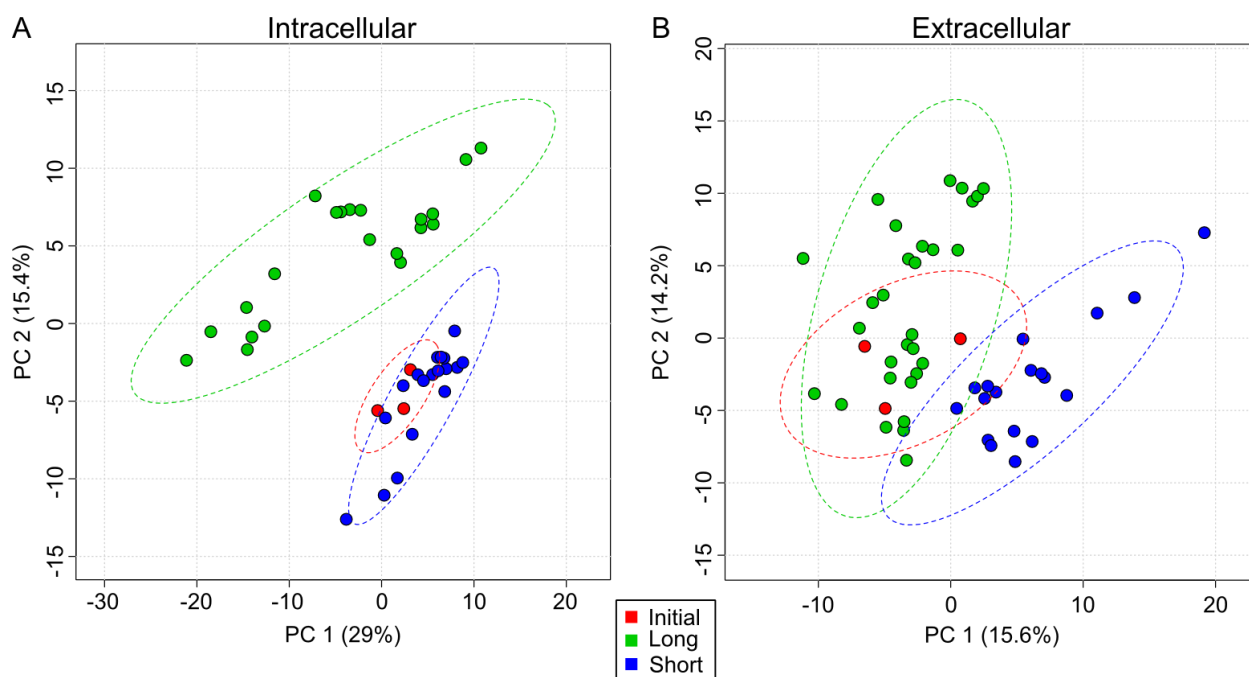 A
Intracellular
PC 2 (15.4%)
15
10
5
0
-5
-10
-15
-30
-20
-10
0
10
20
PC 1 (29%)
B
Extracellular
PC 2 (14.2%)
20
15
10
5
0
-5
-10
-15
-10
0
10
20
PC 1 (15.6%)
Initial
Long
Short